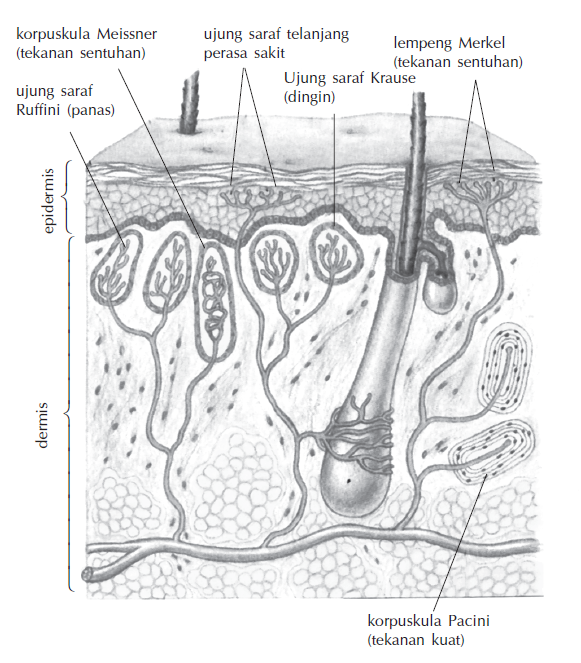 korpuskula Meissner
(tekanan sentuhan)
ujung saraf telanjang
perasa sakit
lempeng Merkel
(tekanan sentuhan)
Ujung saraf Krause
(dingin)
ujung saraf
Ruffini (panas)
epidermis
dermis
korpuskula Pacini
(tekanan kuat)